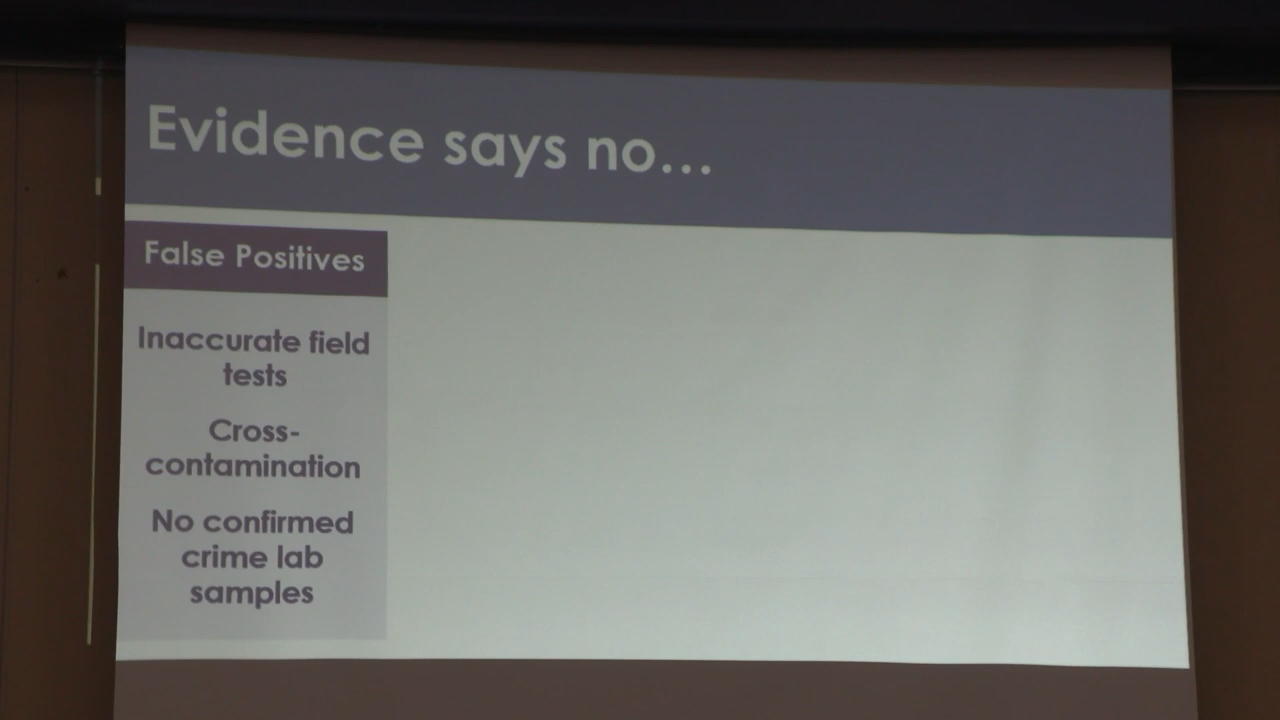 Evidence says no...
False Positives
Inaccurate field
tests
Cross-
contamination
No confirmed
crime lab
samples